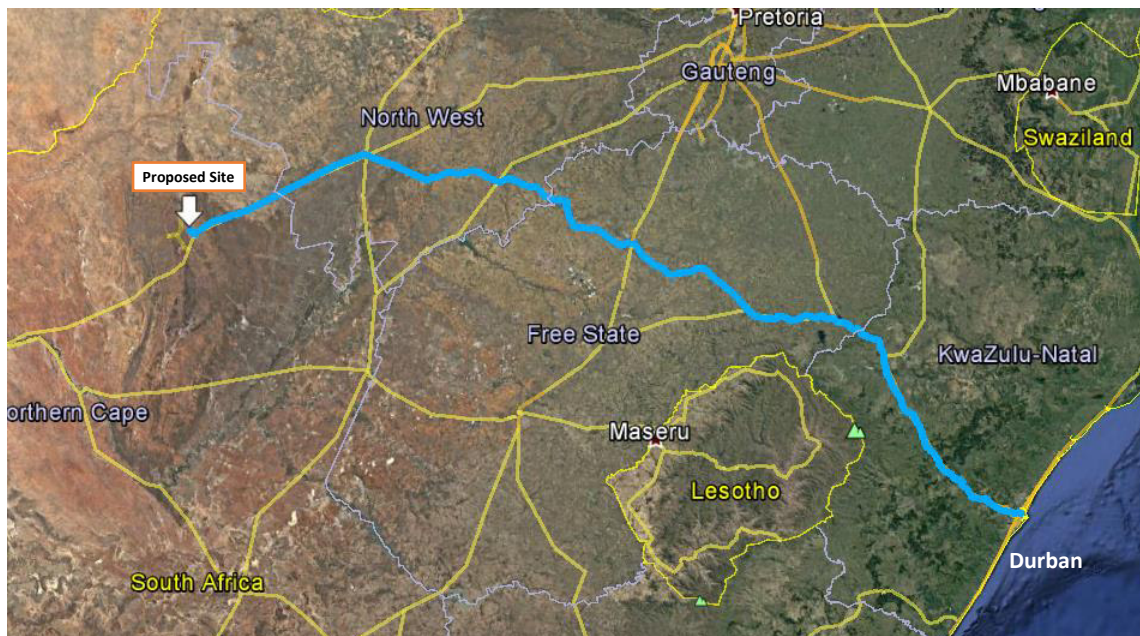 Pretoria
Gauteng
Mbabane
North West
Swaziland
Proposed Site
Free State
KwaZulu-Natal
orthern Cape
Maseru
Lesotho
Durban
South Africa